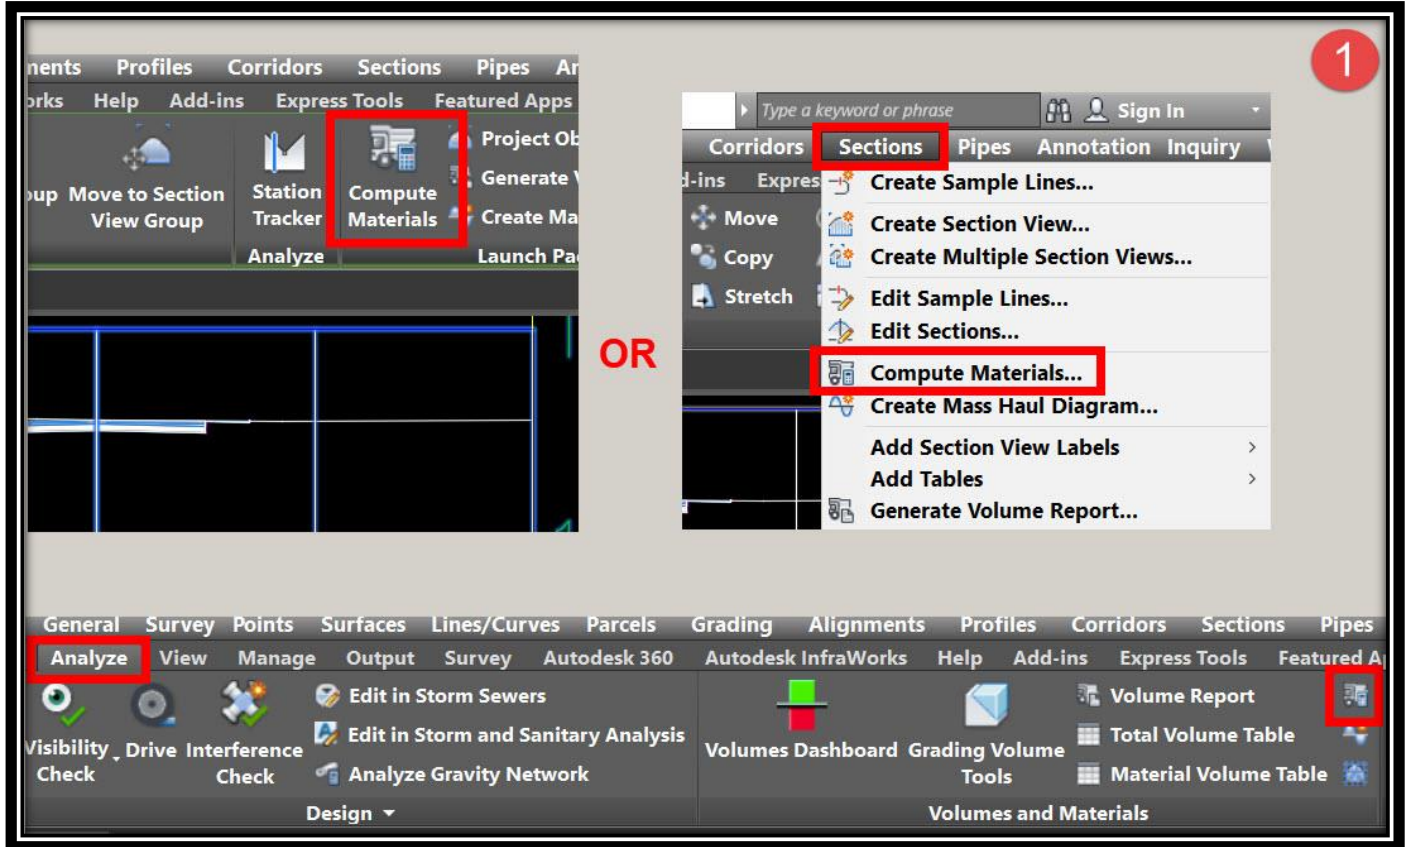 1
ments Profiles Corridors Sections Pipes
orks Help Add-ins Express Tools Featured Apps
Project Ob
Generate
Create Ma
oup Move to Section View Group
Station Tracker
Compute Materials
Analyze
Launch Pa
OR
Type a keyword or phrase
Sign In
Corridors Sections Pipes Annotation Inquiry
d-ins Expres
Move
Copy
Stretch
Create Sample Lines...
Create Section View...
Create Multiple Section Views...
Edit Sample Lines...
Edit Sections...
Compute Materials...
Create Mass Haul Diagram...
Add Section View Labels
Add Tables
Generate Volume Report...
General Survey Points Surfaces Lines/Curves Parcels Grading Alignments Profiles Corridors Sections Pipes
Analyze View Manage Output Survey Autodesk 360 Autodesk InfraWorks Help Add-ins Express Tools Featured A
Visibility Check
Drive
Interference Check
Edit in Storm Sewers
Edit in Storm and Sanitary Analysis
Analyze Gravity Network
Design
Volumes Dashboard
Grading Volume Tools
Volume Report
Total Volume Table
Material Volume Table
Volumes and Materials